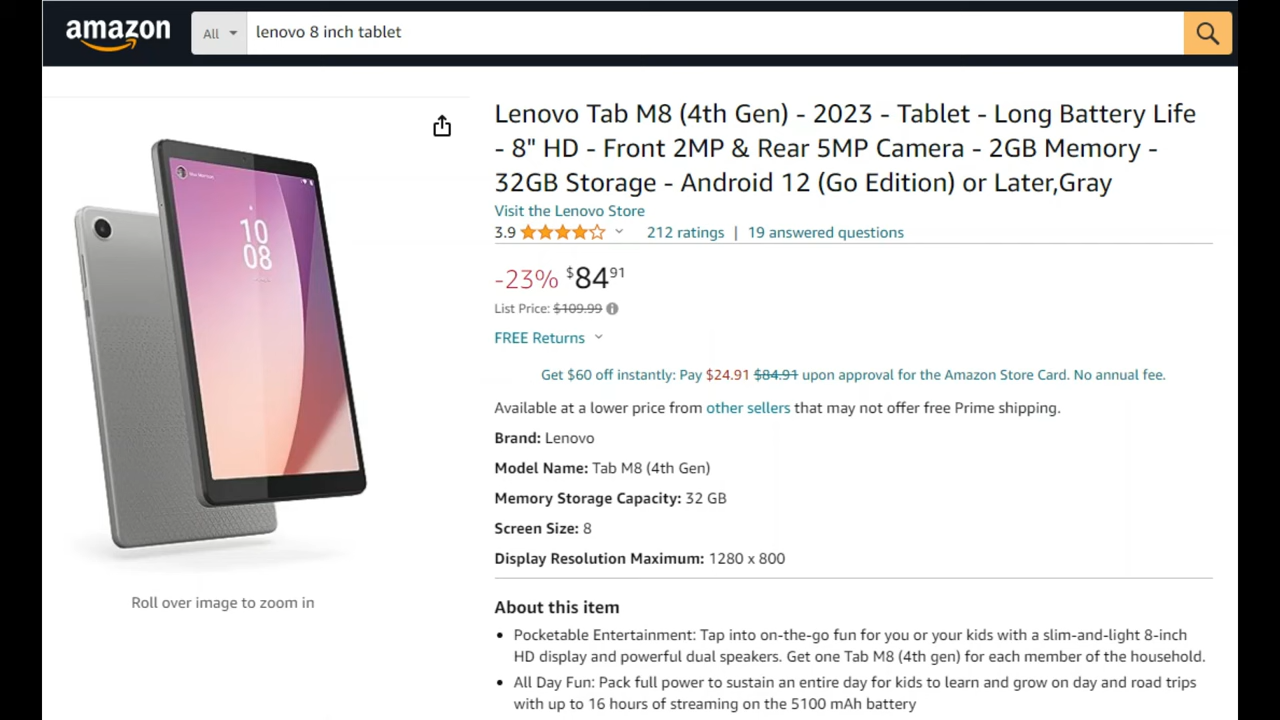 amazon
All
lenovo 8 inch tablet
Lenovo Tab M8 (4th Gen) - 2023 - Tablet - Long Battery Life
- 8" HD - Front 2MP & Rear 5MP Camera - 2GB Memory -
32GB Storage - Android 12 (Go Edition) or Later,Gray
Visit the Lenovo Store
3.9 212 ratings | 19 answered questions
-23% $84.91
List Price: $109.99
FREE Returns
Get $60 off instantly: Pay $24.91 $84.91 upon approval for the Amazon Store Card. No annual fee.
Available at a lower price from other sellers that may not offer free Prime shipping.
Brand: Lenovo
Model Name: Tab M8 (4th Gen)
Memory Storage Capacity: 32 GB
Screen Size: 8
Display Resolution Maximum: 1280 x 800
About this item
• Pocketable Entertainment: Tap into on-the-go fun for you or your kids with a slim-and-light 8-inch
HD display and powerful dual speakers. Get one Tab M8 (4th gen) for each member of the household.
• All Day Fun: Pack full power to sustain an entire day for kids to learn and grow on day and road trips
with up to 16 hours of streaming on the 5100 mAh battery
10
08
Roll over image to zoom in